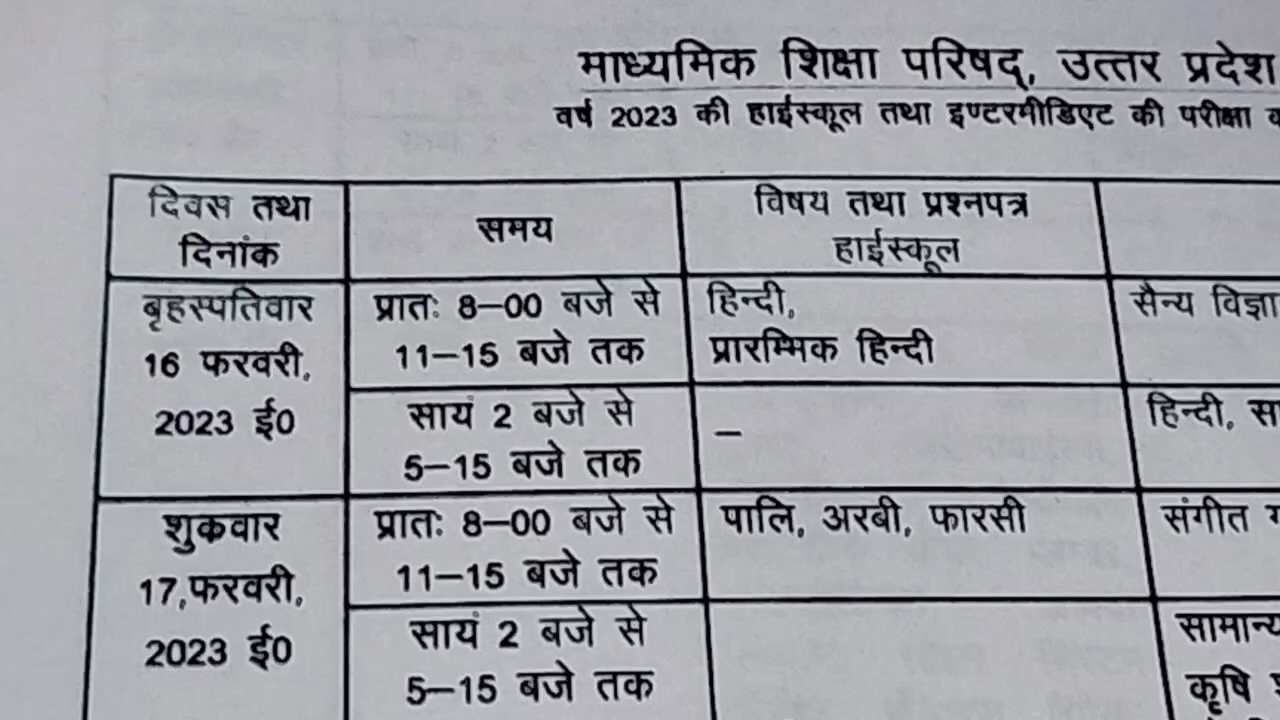 माध्यमिक शिक्षा परिषद्, उत्तर प्रदेश
वर्ष 2023 की हाईस्कूल तथा इण्टरमीडिएट की परीक्षा
दिवस तथा
दिनांक
समय
विषय तथा प्रश्नपत्र
हाईस्कूल
बृहस्पतिवार
16 फरवरी,
2023 ई0
प्रातः 8–00 बजे से
11–15 बजे तक
हिन्दी,
प्रारम्भिक हिन्दी
सैन्य
सायं 2 बजे से
5–15 बजे तक
–
हिन्दी,
शुक्रवार
17,फरवरी,
2023 ई0
प्रातः 8–00 बजे से
11–15 बजे तक
पालि, अरबी, फारसी
संगीत
सायं 2 बजे से
5–15 बजे तक
सामान्य
कृषि